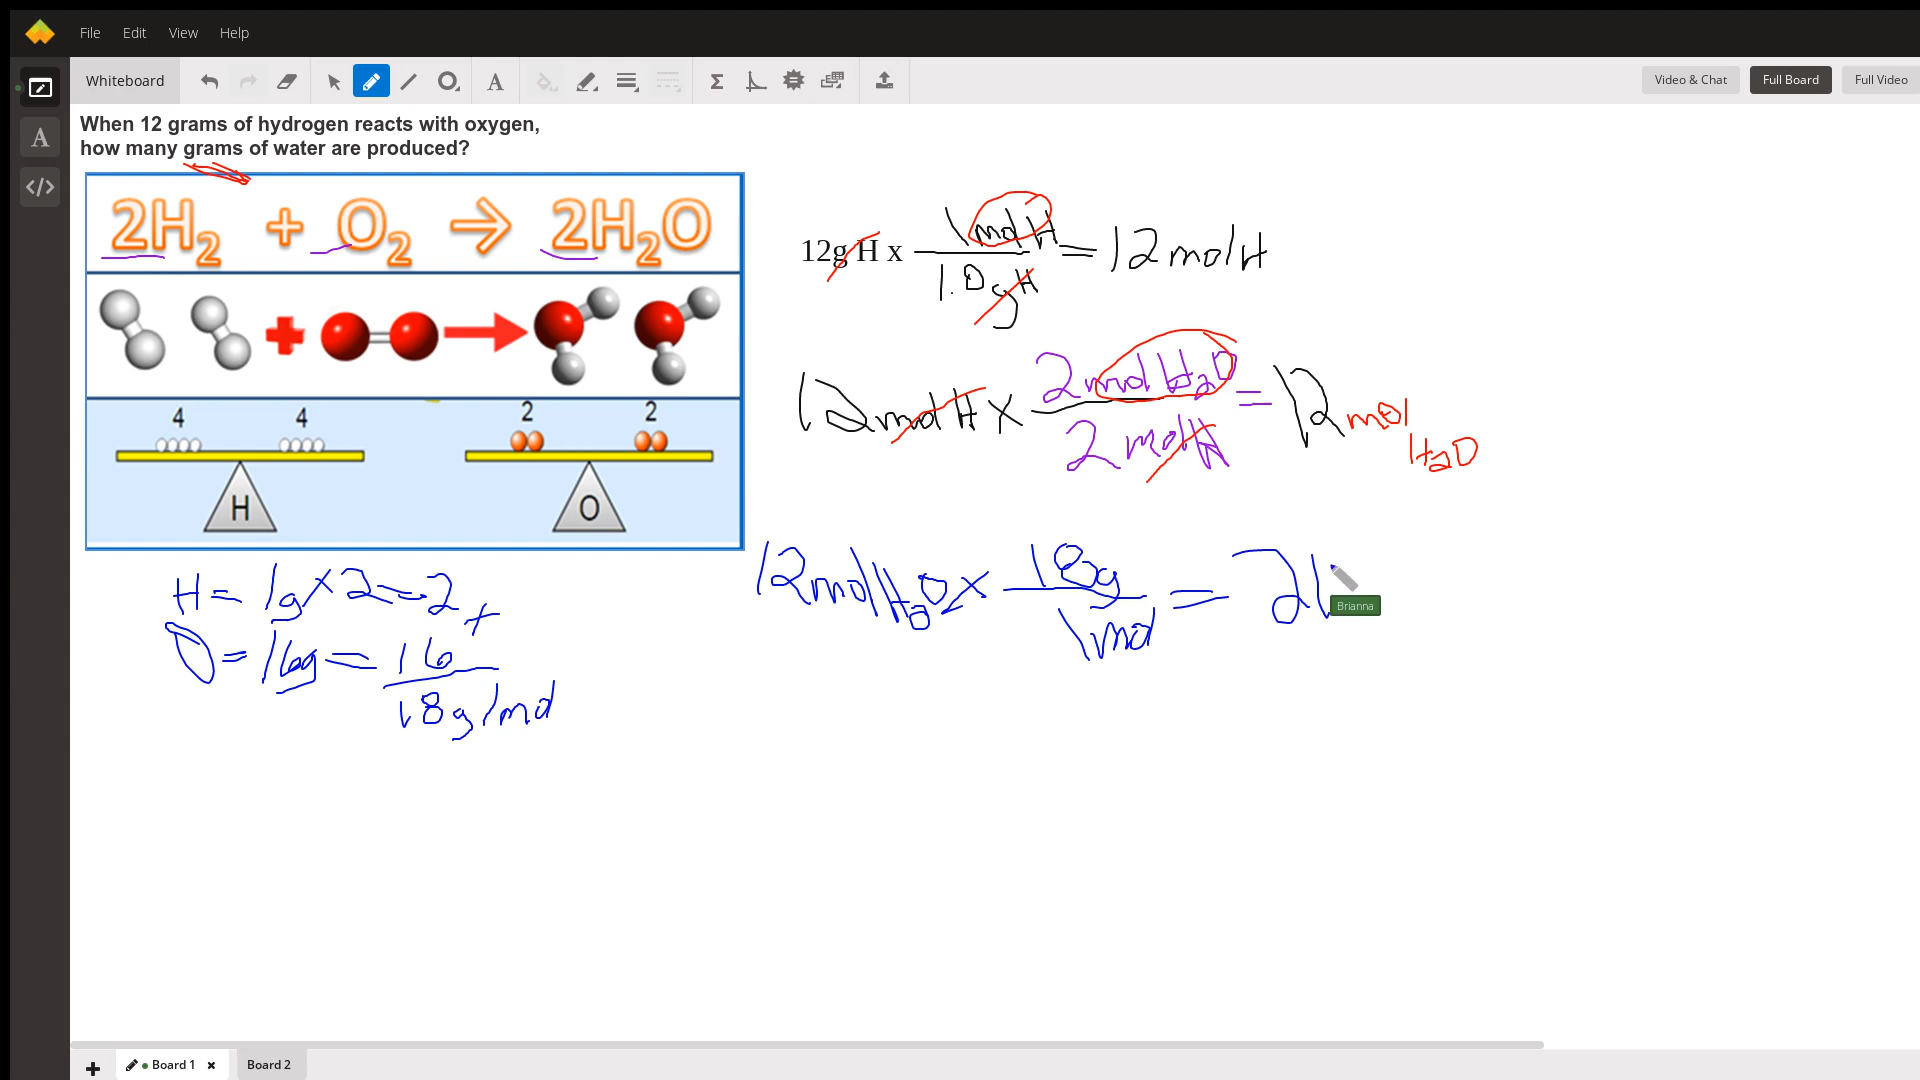 File Edit View Help
Whiteboard
Video & Chat Full Board Full Video
When 12 grams of hydrogen reacts with oxygen,
how many grams of water are produced?
2H₂ + O₂ → 2H₂O
4 4 2 2
H O
12g H x 1 mol H / 1.0 g H = 12 mol H
12 mol H x 2 mol H₂O / 2 mol H = 12 mol H₂O
12 mol H₂O x 18g / 1 mol = 21
Brianna
H = 1g x 2 = 2 +
O = 16g = 16
18 g/mol
Board 1 Board 2